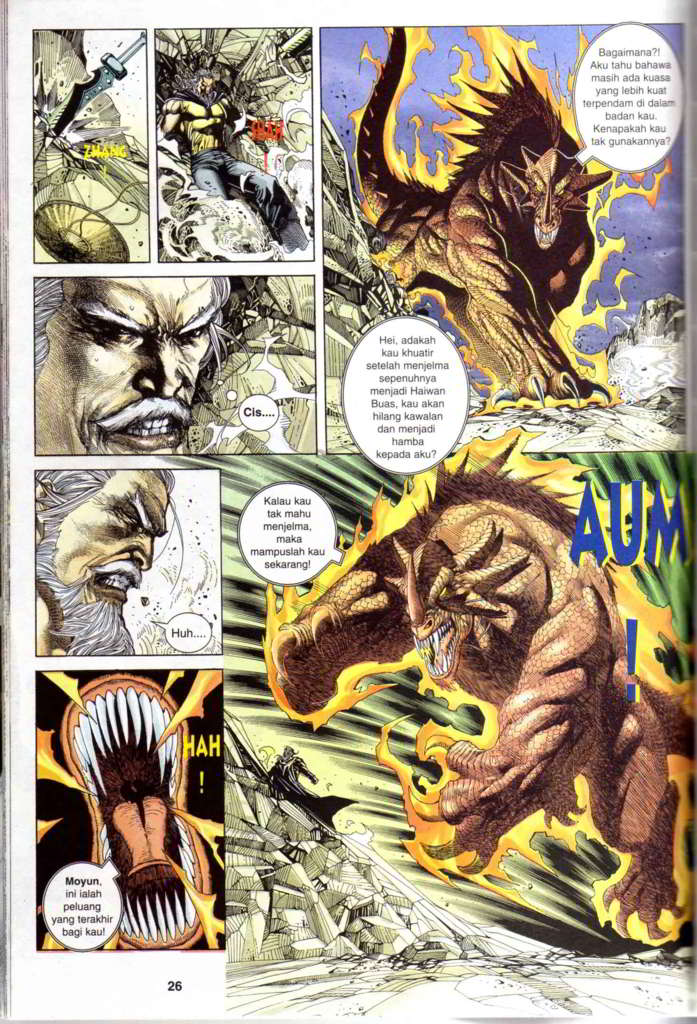 ZHANG
!
SHAH
!
Bagaimana?!
Aku tahu bahawa
masih ada kuasa
yang lebih kuat
terpendam di dalam
badan kau.
Kenapakah kau
tak gunakannya?
Cis....
Hei, adakah
kau khuatir
setelah menjelma
sepenuhnya
menjadi Haiwan
Buas, kau akan
hilang kawalan
dan menjadi
hamba
kepada aku?
Huh....
Kalau kau
tak mahu
menjelma,
maka
mampuslah kau
sekarang!
AUM
!
HAH
!
Moyun,
ini ialah
peluang
yang terakhir
bagi kau!
26